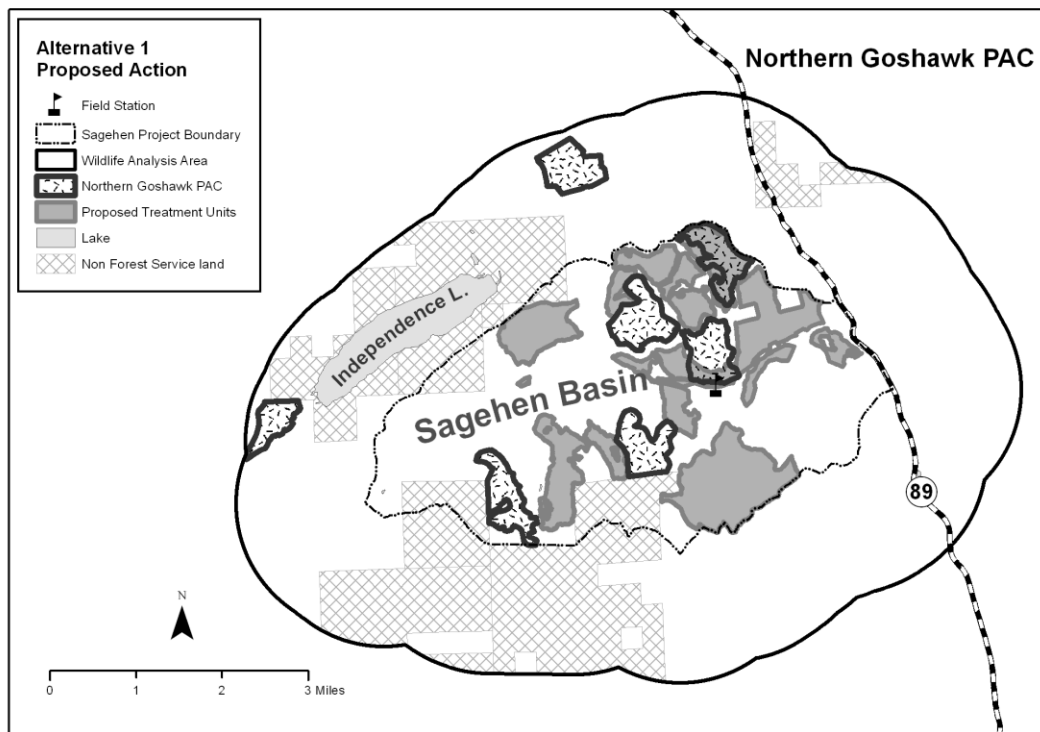 Alternative 1
Proposed Action
Field Station
Sagehen Project Boundary
Wildlife Analysis Area
Northern Goshawk PAC
Proposed Treatment Units
Lake
Non Forest Service land
Northern Goshawk PAC
Independence L.
Sagehen Basin
89
N
0 1 2 3 Miles